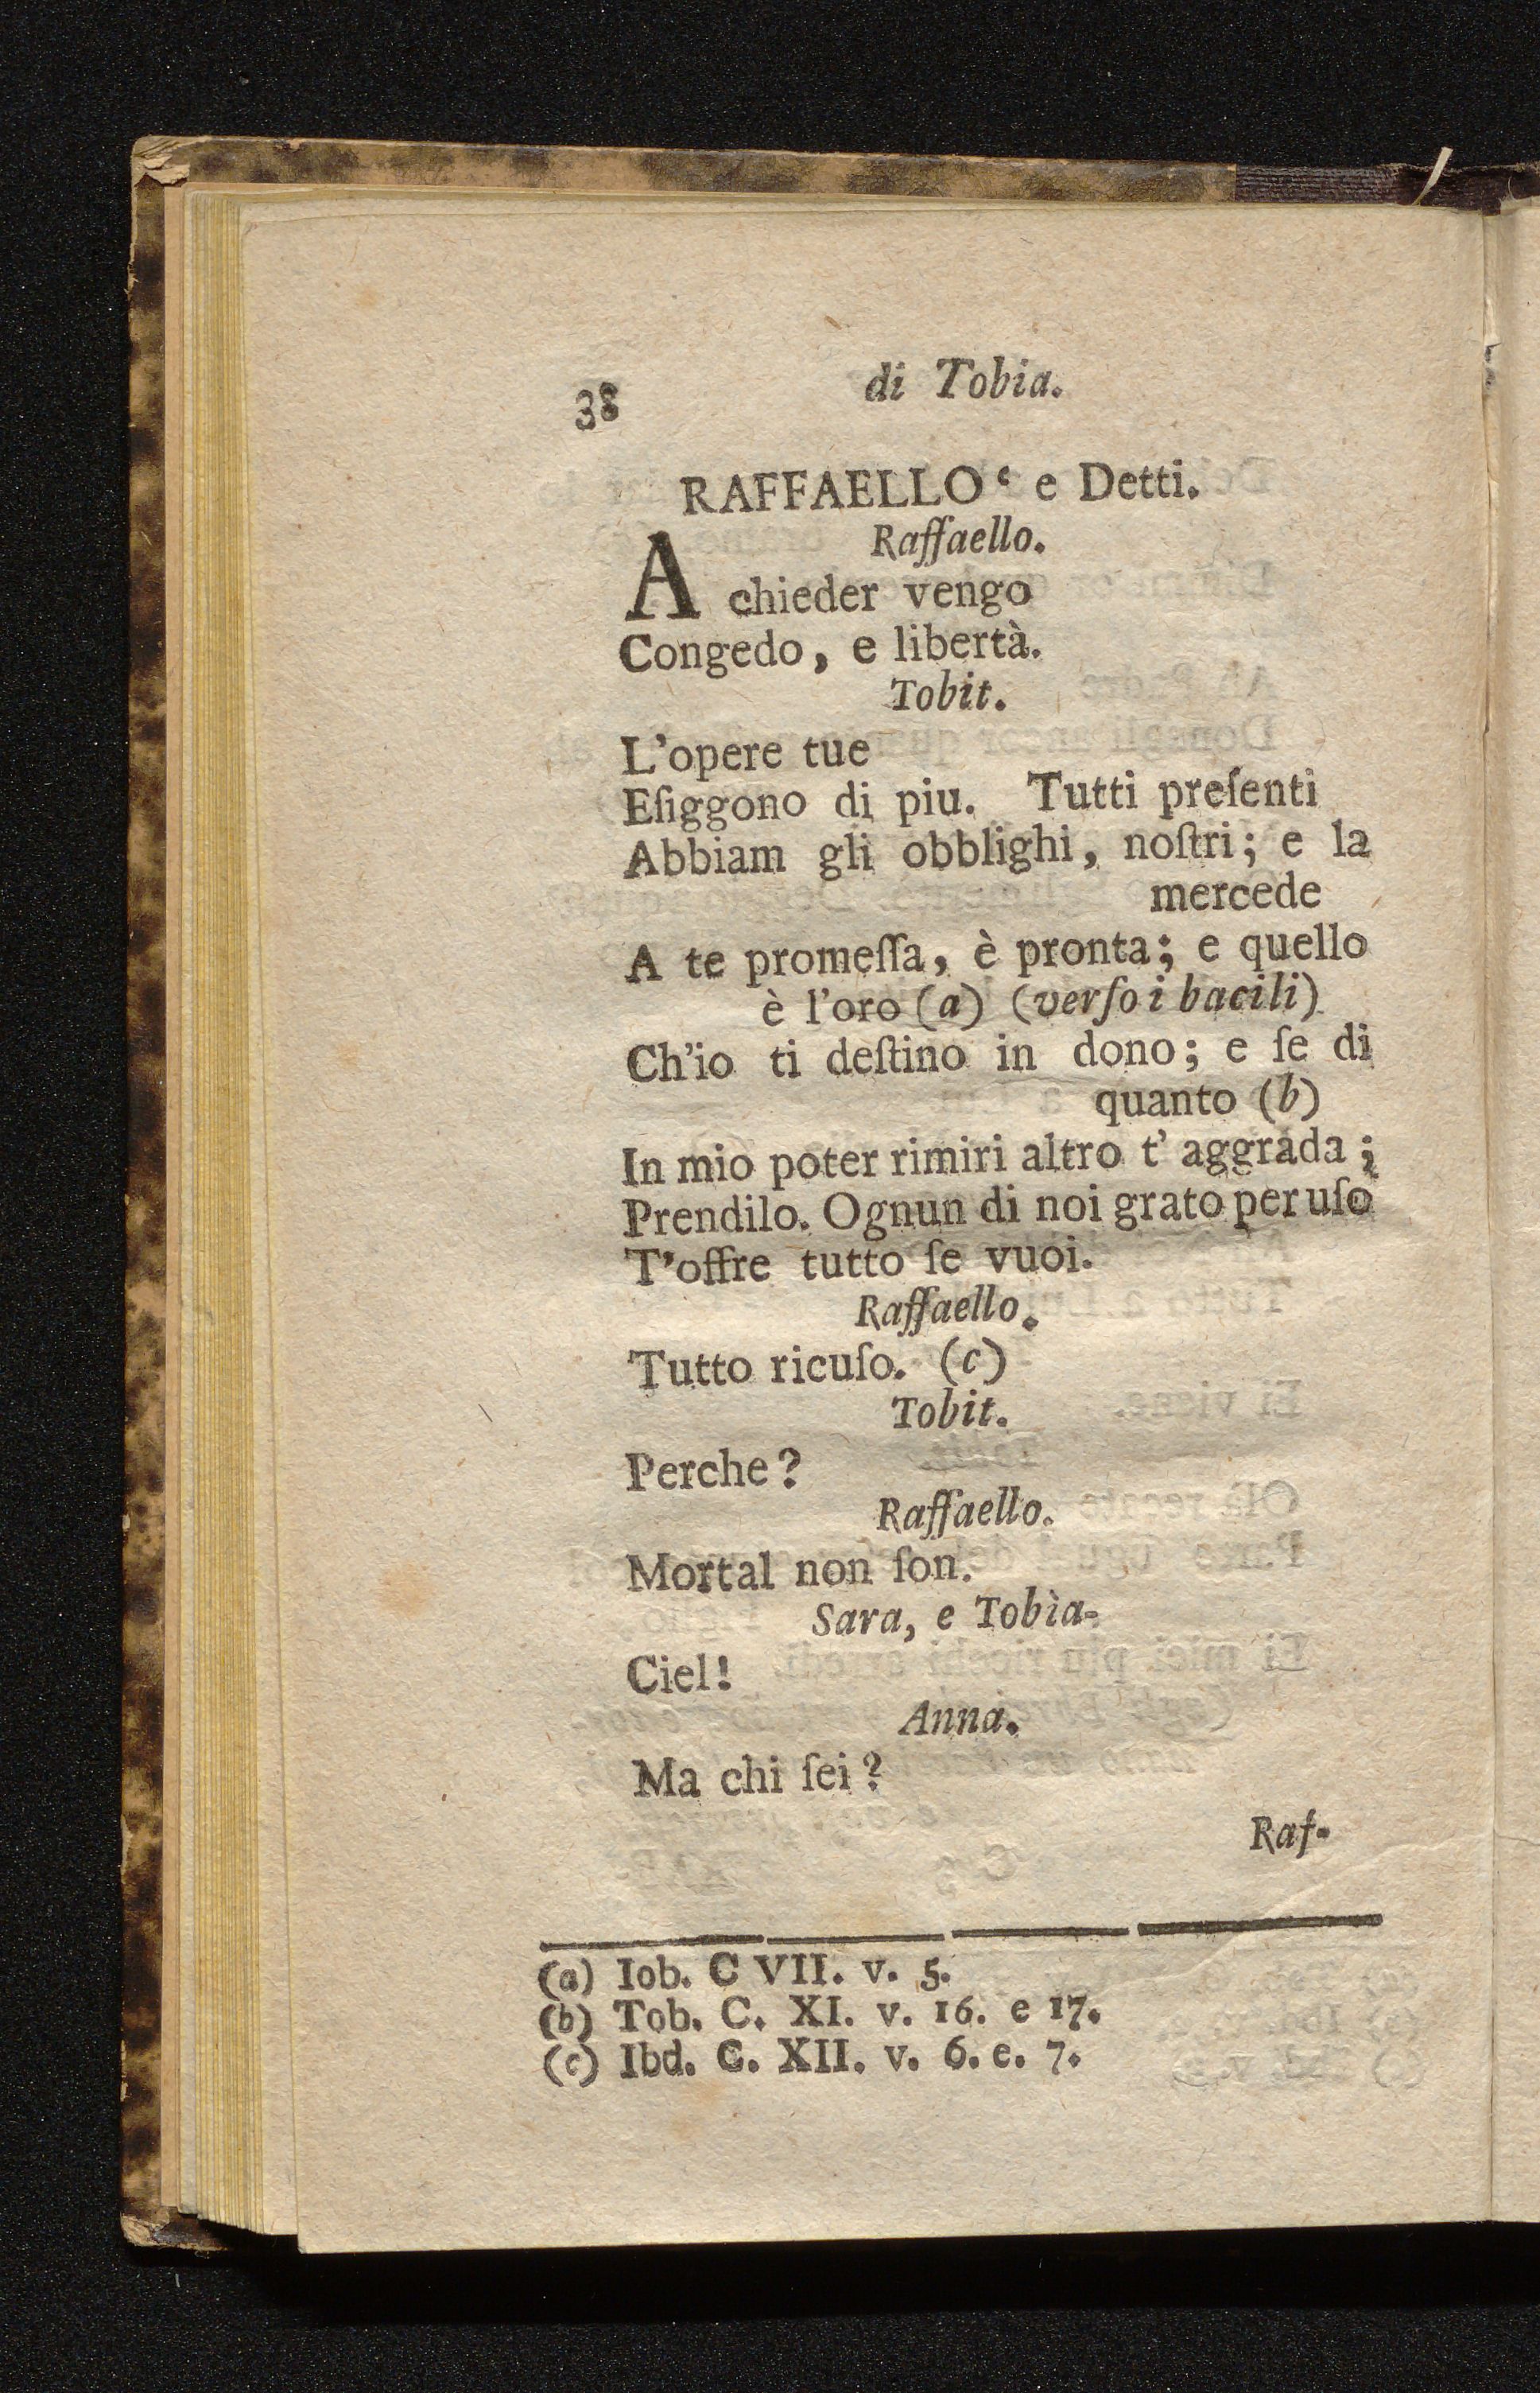 38 di Tobia.
RAFFAELLO‘ e Detti.
Raffaello.
A chieder vengo
Congedo, e libertà.
Tobit.
L'opere tue
Eſiggono di piu. Tutti preſenti
Abbiam gli obblighi, noſtri; e la
mercede
A te promeſſa, è pronta; e quello
è l'oro (a) (verſo i bacili)
Ch'io ti deſtino in dono; e ſe di
quanto (b)
In mio poter rimiri altro t' aggrada;
Prendilo. Ognun di noi grato per uſo
T'offre tutto ſe vuoi.
Raffaello.
Tutto ricuſo. (c)
Tobit.
Perche?
Raffaello.
Mortal non ſon.
Sara, e Tobìa-
Ciel!
Anna.
Ma chi ſei?
Raf-
(a) Iob. C VII. v. 5.
(b) Tob. C. XI. v. 16. e 17.
(c) Ibd. C. XII. v. 6. e. 7.